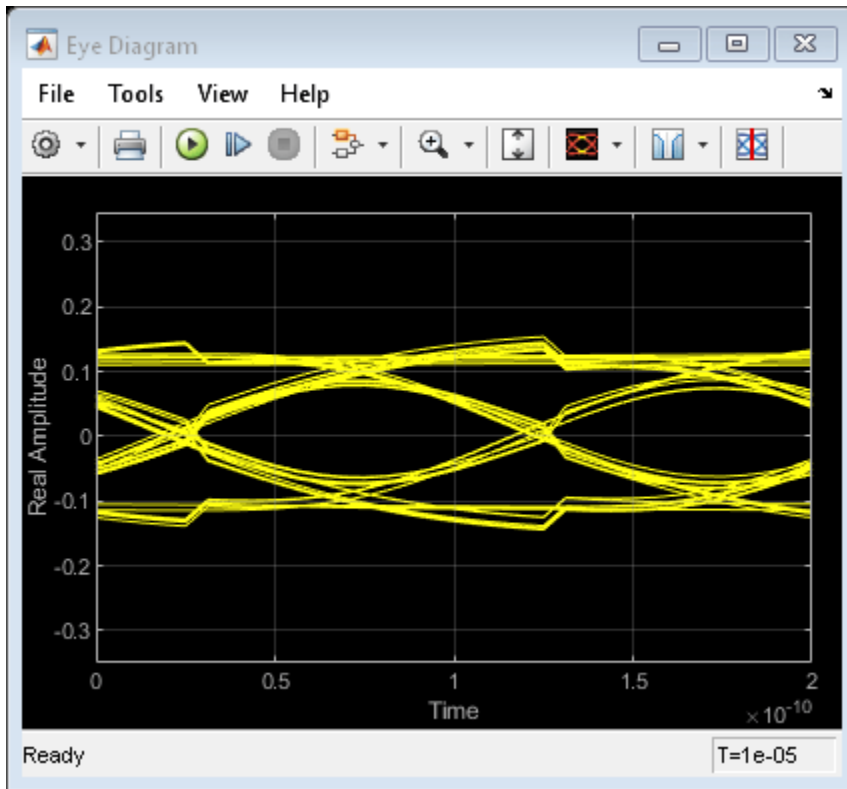 Eye Diagram
File Tools View Help
0.3
0.2
0.1
0
-0.1
-0.2
-0.3
Real Amplitude
0 0.5 1 1.5 2
Time
×10⁻¹⁰
Ready T=1e-05